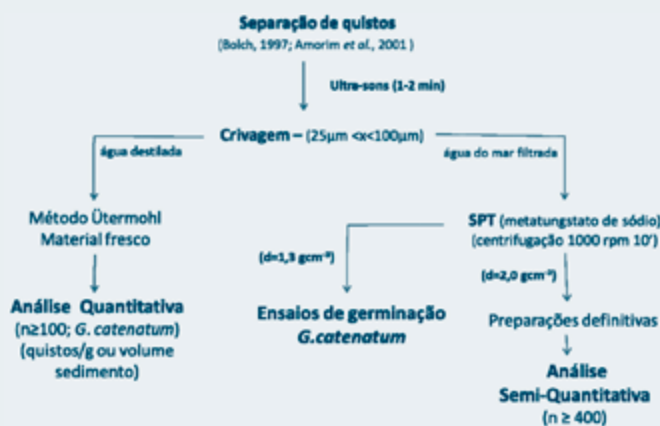 Separação de quistos
(Bolch, 1997; Amorim et al., 2001 )
Ultra-sons (1-2 min)
Crivagem – (25µm <x<100µm)
água destilada
água do mar filtrada
Método Ütermohl
Material fresco
SPT (metatungstato de sódio)
(centrifugação 1000 rpm 10')
(d=1,3 gcm⁻³)
(d=2,0 gcm⁻³)
Análise Quantitativa
(n≥100; G. catenatum)
(quistos/g ou volume
sedimento)
Ensaios de germinação
G.catenatum
Preparações definitivas
Análise
Semi-Quantitativa
(n ≥ 400)